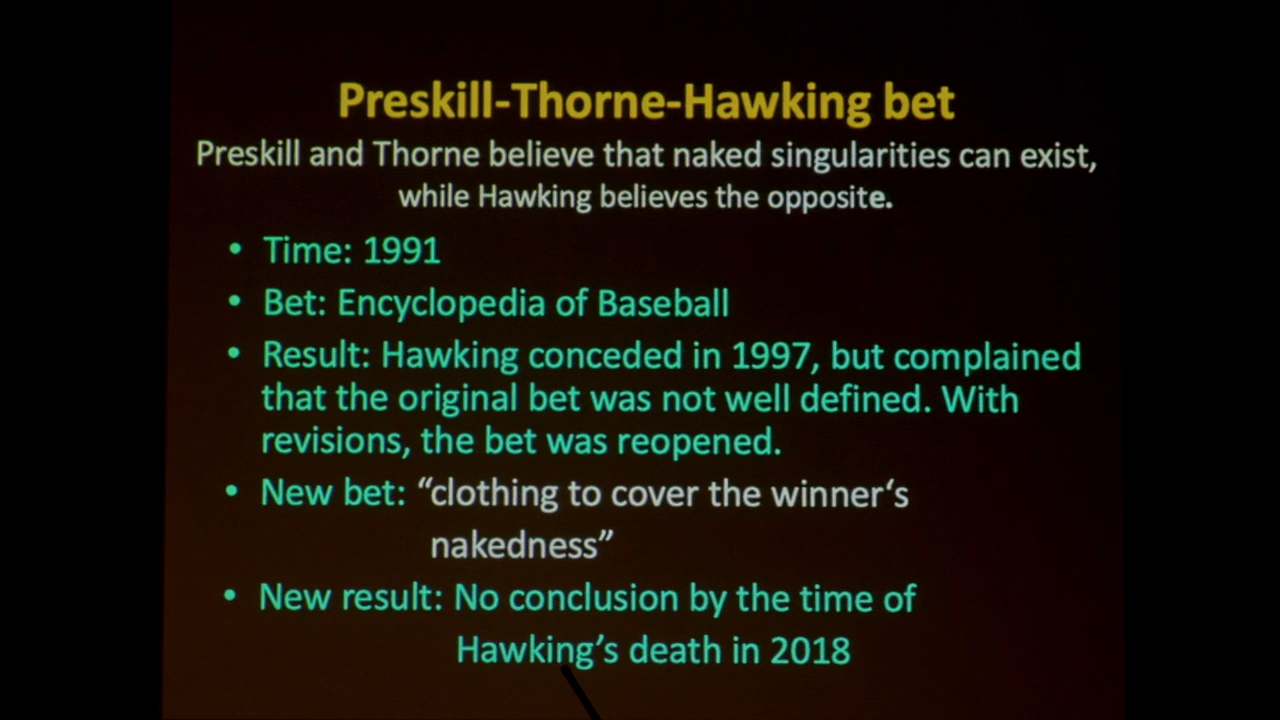 Preskill-Thorne-Hawking bet
Preskill and Thorne believe that naked singularities can exist,
while Hawking believes the opposite.
• Time: 1991
• Bet: Encyclopedia of Baseball
• Result: Hawking conceded in 1997, but complained
that the original bet was not well defined. With
revisions, the bet was reopened.
• New bet: “clothing to cover the winner‘s
nakedness”
• New result: No conclusion by the time of
Hawking’s death in 2018